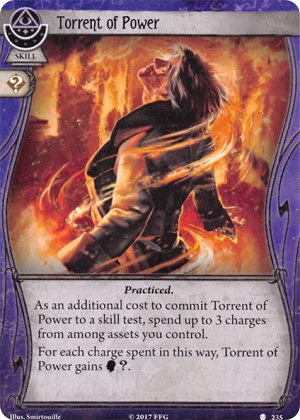 Torrent of Power
SKILL
?
Practiced.
As an additional cost to commit Torrent of
Power to a skill test, spend up to 3 charges
from among assets you control.
For each charge spent in this way, Torrent of
Power gains ?.
Illus. Smirtouille
© 2017 FFG
235